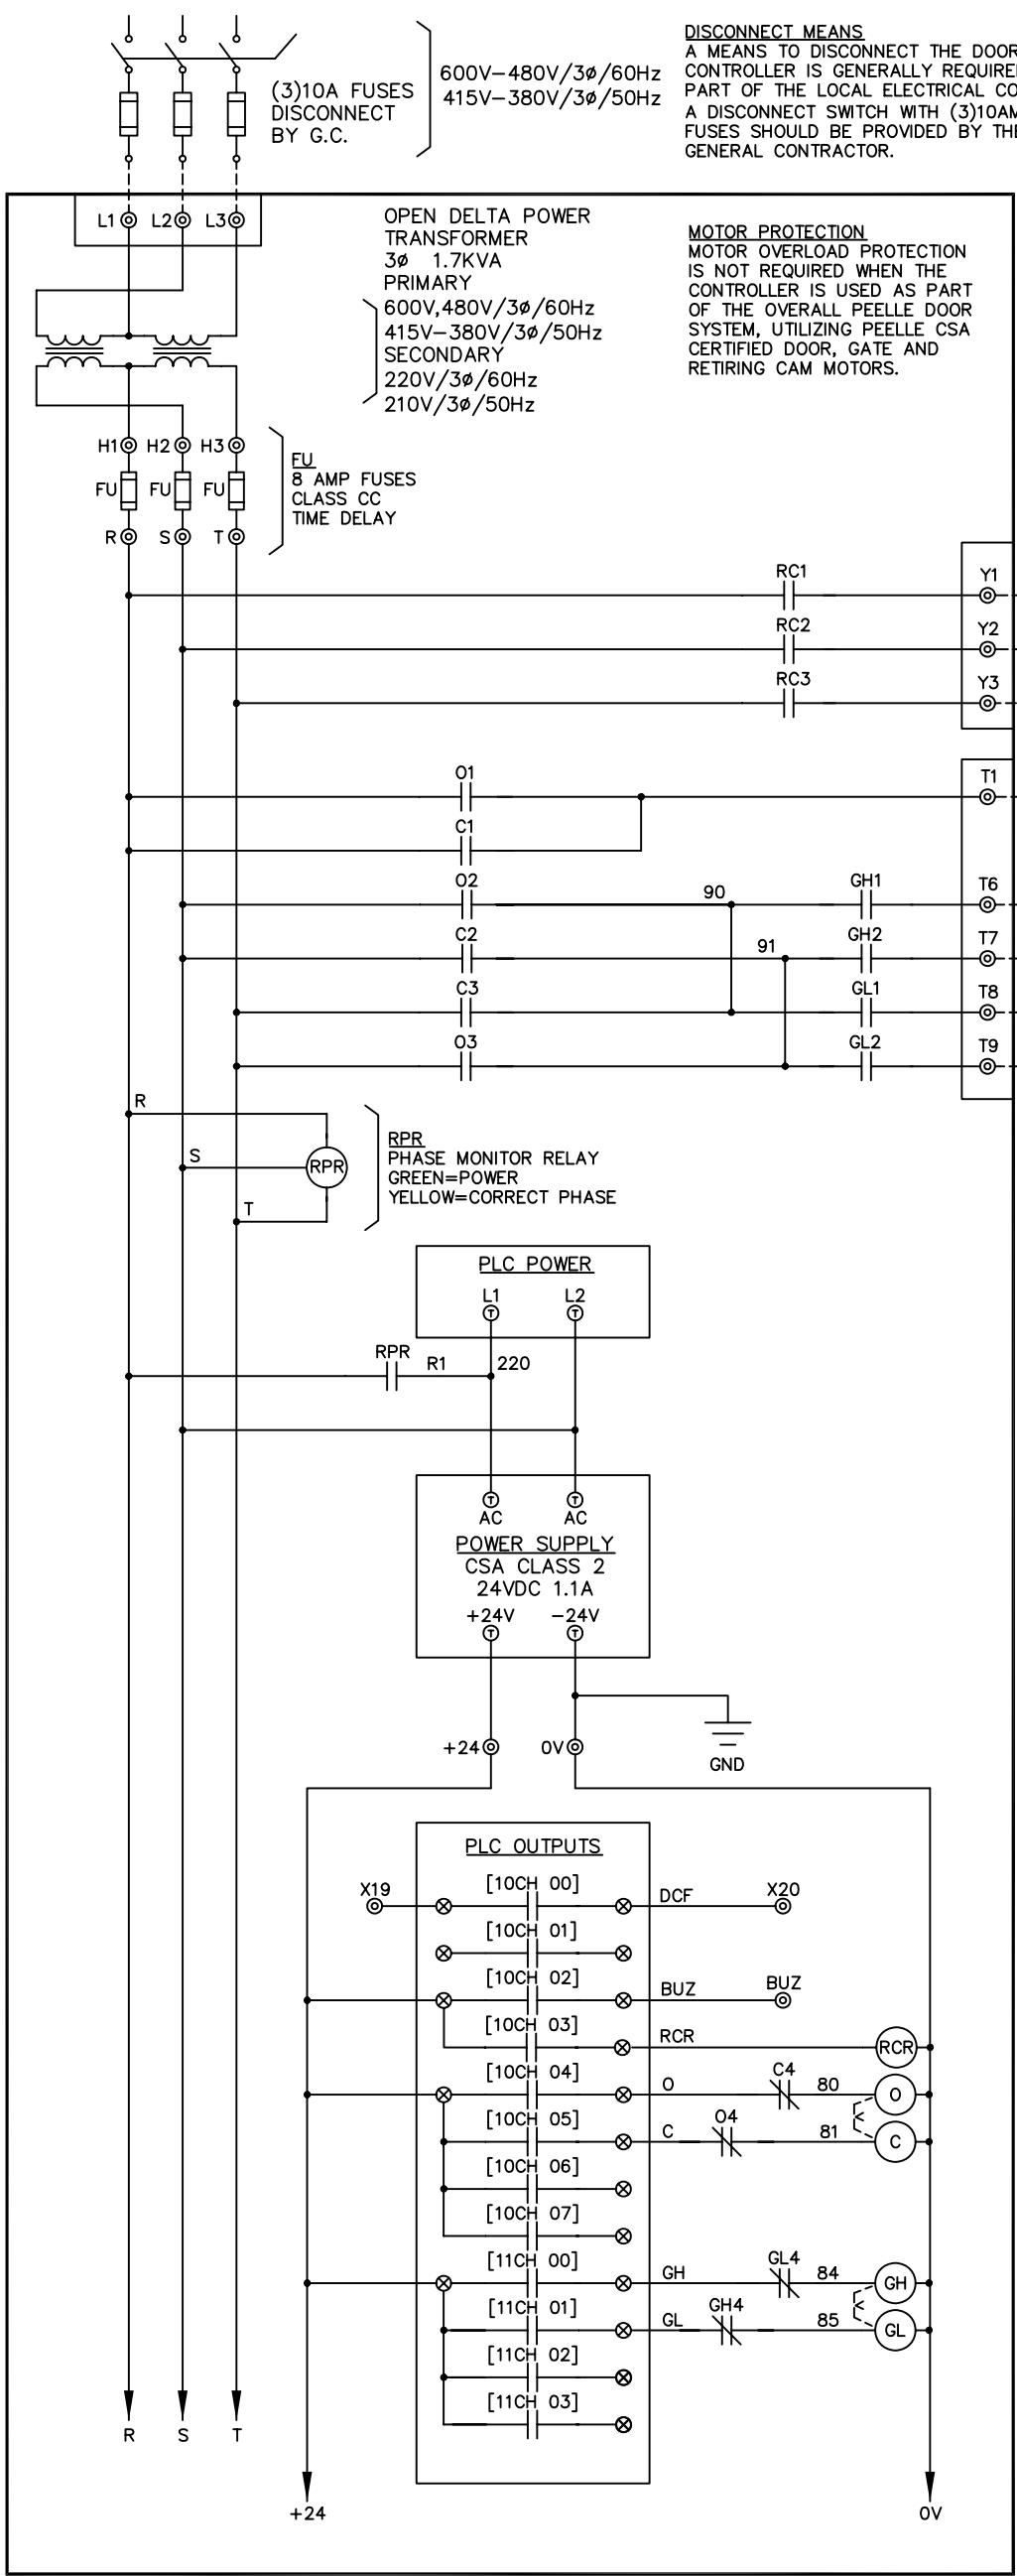 (3)10A FUSES
DISCONNECT
BY G.C.
600V-480V/3ø/60Hz
415V-380V/3ø/50Hz
DISCONNECT MEANS
A MEANS TO DISCONNECT THE DOOR
CONTROLLER IS GENERALLY REQUIRE
PART OF THE LOCAL ELECTRICAL CO
A DISCONNECT SWITCH WITH (3)10AM
FUSES SHOULD BE PROVIDED BY THE
GENERAL CONTRACTOR.
L1 L2 L3
OPEN DELTA POWER
TRANSFORMER
3ø 1.7KVA
PRIMARY
600V,480V/3ø/60Hz
415V-380V/3ø/50Hz
SECONDARY
220V/3ø/60Hz
210V/3ø/50Hz
MOTOR PROTECTION
MOTOR OVERLOAD PROTECTION
IS NOT REQUIRED WHEN THE
CONTROLLER IS USED AS PART
OF THE OVERALL PEELLE DOOR
SYSTEM, UTILIZING PEELLE CSA
CERTIFIED DOOR, GATE AND
RETIRING CAM MOTORS.
H1 H2 H3
FU FU FU
R S T
FU
8 AMP FUSES
CLASS CC
TIME DELAY
RC1 Y1
RC2 Y2
RC3 Y3
O1 T1
C1
O2 90 GH1 T6
C2 91 GH2 T7
C3 GL1 T8
O3 GL2 T9
R
S
T
RPR
RPR
PHASE MONITOR RELAY
GREEN=POWER
YELLOW=CORRECT PHASE
PLC POWER
L1 L2
T T
RPR R1 220
T T
AC AC
POWER SUPPLY
CSA CLASS 2
24VDC 1.1A
+24V -24V
T T
+24 0V
GND
PLC OUTPUTS
X19 [10CH 00] DCF X20
[10CH 01]
[10CH 02] BUZ BUZ
[10CH 03] RCR RCR
[10CH 04] O C4 80 O
[10CH 05] C O4 81 C
[10CH 06]
[10CH 07]
[11CH 00] GH GL4 84 GH
[11CH 01] GL GH4 85 GL
[11CH 02]
[11CH 03]
R S T
+24 0V